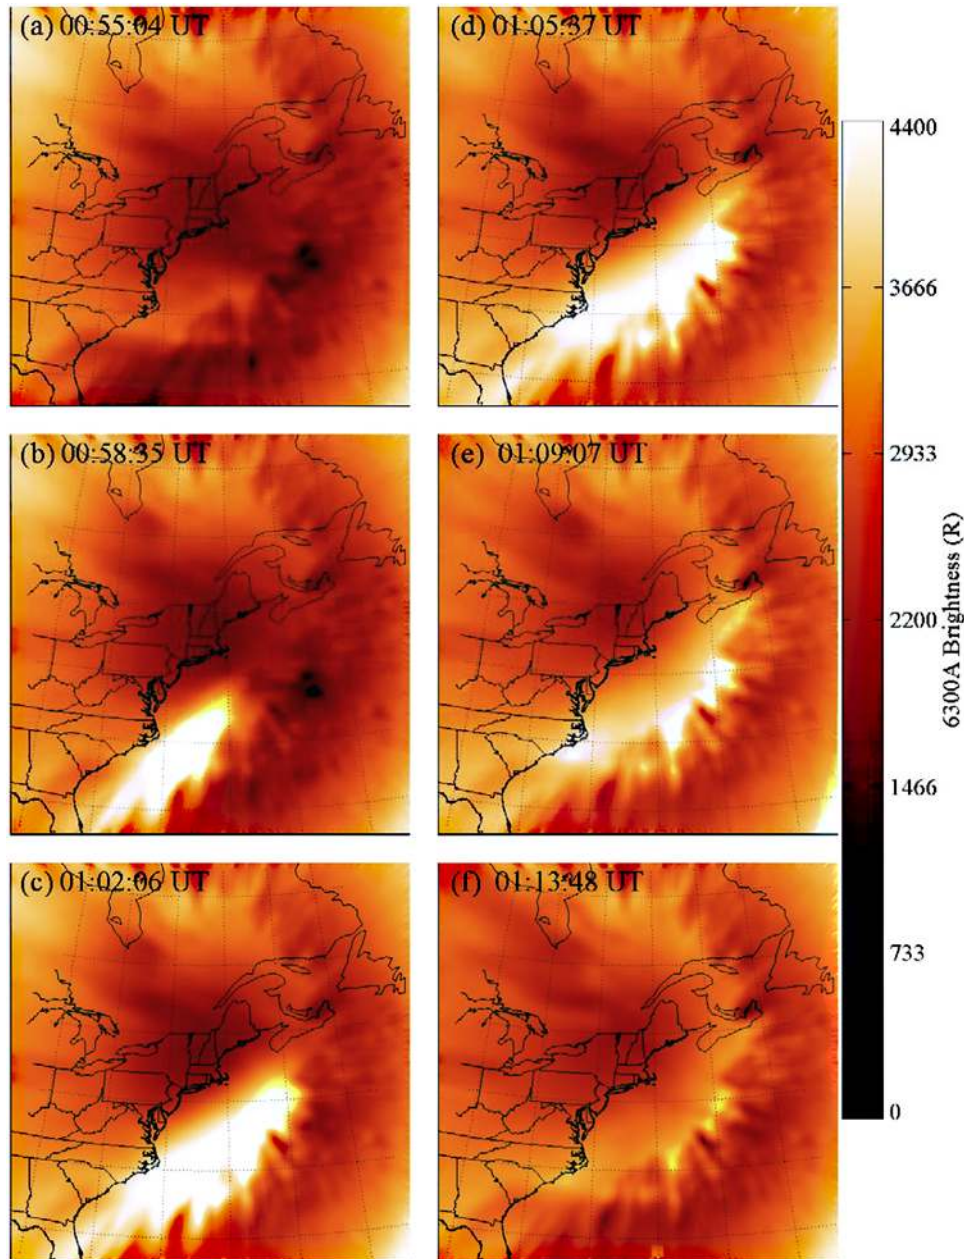 (a) 00:55:04 UT
(d) 01:05:37 UT
4400
3666
(b) 00:58:35 UT
(e) 01:09:07 UT
2933
2200
6300A Brightness (R)
1466
(c) 01:02:06 UT
(f) 01:13:48 UT
733
0